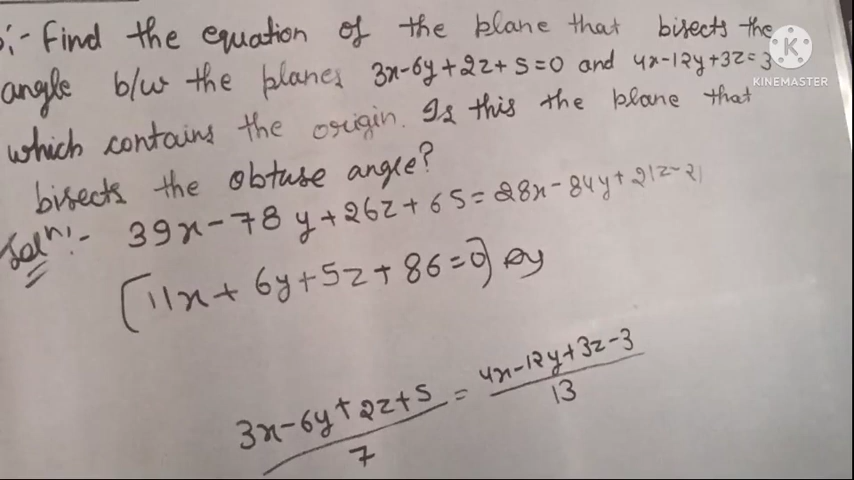 :- Find the equation of the plane that bisects the
angle b/w the planes 3x-6y+2z+5=0 and 4x-12y+3z=3
which contains the origin. Is this the plane that
bisects the obtuse angle?
Solⁿ:- 39x-78y+26z+65=28x-84y+21z-21
[11x+6y+5z+86=0]
3x-6y+2z+5 = 4x-12y+3z-3
7 13
K
KINEMASTER